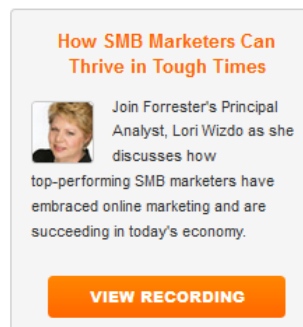 How SMB Marketers Can
Thrive in Tough Times
Join Forrester's Principal
Analyst, Lori Wizdo as she
discusses how
top-performing SMB marketers have
embraced online marketing and are
succeeding in today's economy.
VIEW RECORDING